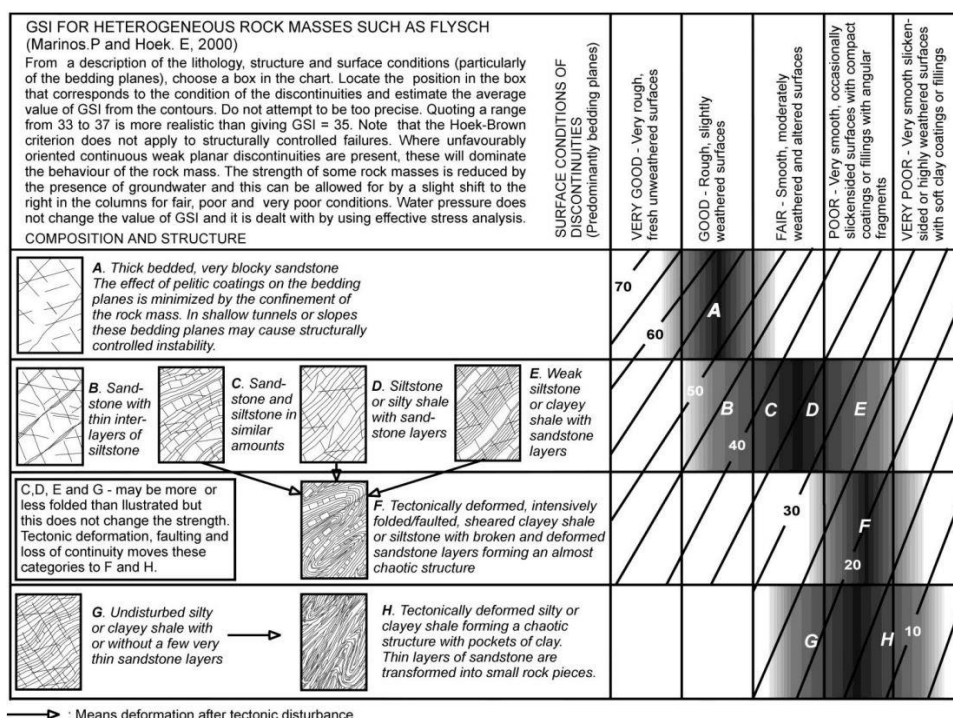 GSI FOR HETEROGENEOUS ROCK MASSES SUCH AS FLYSCH
(Marinos.P and Hoek. E, 2000)
From a description of the lithology, structure and surface conditions (particularly
of the bedding planes), choose a box in the chart. Locate the position in the box
that corresponds to the condition of the discontinuities and estimate the average
value of GSI from the contours. Do not attempt to be too precise. Quoting a range
from 33 to 37 is more realistic than giving GSI = 35. Note that the Hoek-Brown
criterion does not apply to structurally controlled failures. Where unfavourably
oriented continuous weak planar discontinuities are present, these will dominate
the behaviour of the rock mass. The strength of some rock masses is reduced by
the presence of groundwater and this can be allowed for by a slight shift to the
right in the columns for fair, poor and very poor conditions. Water pressure does
not change the value of GSI and it is dealt with by using effective stress analysis.
COMPOSITION AND STRUCTURE
SURFACE CONDITIONS OF
DISCONTINUITIES
(Predominantly bedding planes)
VERY GOOD - Very rough,
fresh unweathered surfaces
GOOD - Rough, slightly
weathered surfaces
FAIR - Smooth, moderately
weathered and altered surfaces
POOR - Very smooth, occasionally
slickensided surfaces with compact
coatings or fillings with angular
fragments
VERY POOR - Very smooth slicken-
sided or highly weathered surfaces
with soft clay coatings or fillings
A. Thick bedded, very blocky sandstone
The effect of pelitic coatings on the bedding
planes is minimized by the confinement of
the rock mass. In shallow tunnels or slopes
these bedding planes may cause structurally
controlled instability.
70
60
A
B. Sand-
stone with
thin inter-
layers of
siltstone
C. Sand-
stone and
siltstone in
similar
amounts
D. Siltstone
or silty shale
with sand-
stone layers
E. Weak
siltstone
or clayey
shale with
sandstone
layers
50
B
C
D
E
40
C,D, E and G - may be more or
less folded than llustrated but
this does not change the strength.
Tectonic deformation, faulting and
loss of continuity moves these
categories to F and H.
F. Tectonically deformed, intensively
folded/faulted, sheared clayey shale
or siltstone with broken and deformed
sandstone layers forming an almost
chaotic structure
30
F
20
G. Undisturbed silty
or clayey shale with
or without a few very
thin sandstone layers
H. Tectonically deformed silty or
clayey shale forming a chaotic
structure with pockets of clay.
Thin layers of sandstone are
transformed into small rock pieces.
G
H
10
: Means deformation after tectonic disturbance